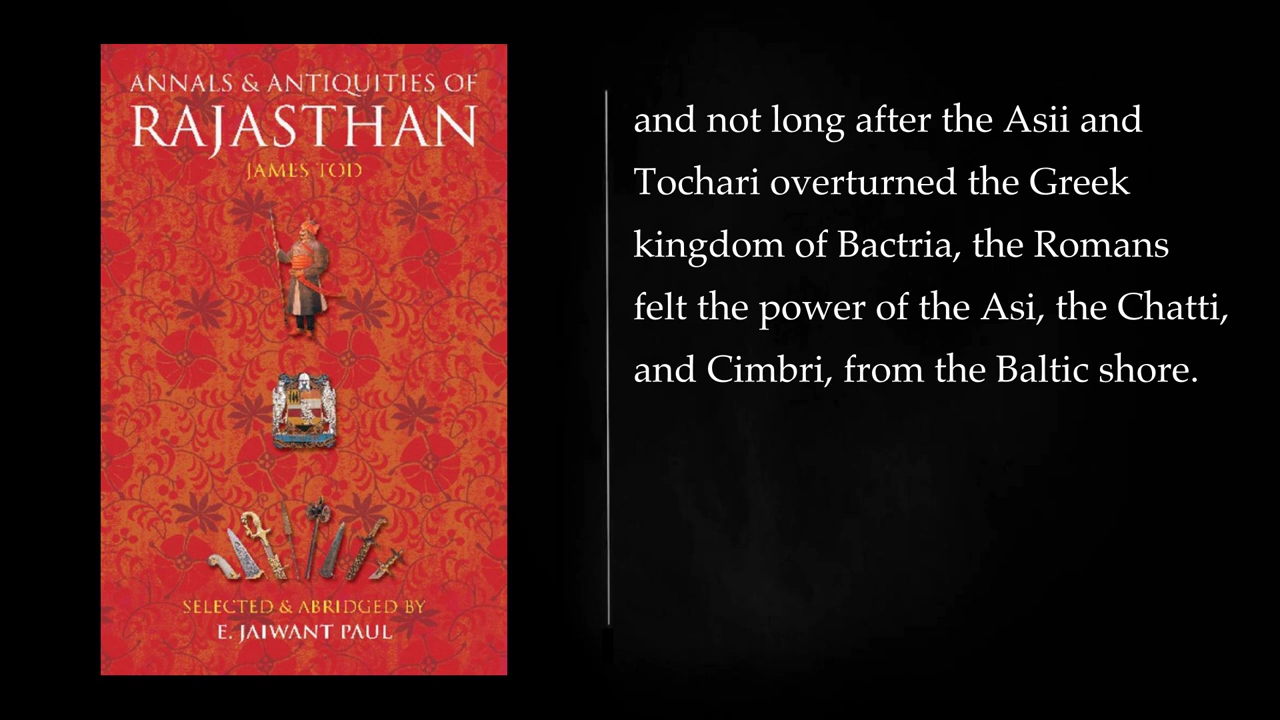 ANNALS & ANTIQUITIES OF
RAJASTHAN
JAMES TOD
SELECTED & ABRIDGED BY
E. JAIWANT PAUL
and not long after the Asii and
Tochari overturned the Greek
kingdom of Bactria, the Romans
felt the power of the Asi, the Chatti,
and Cimbri, from the Baltic shore.